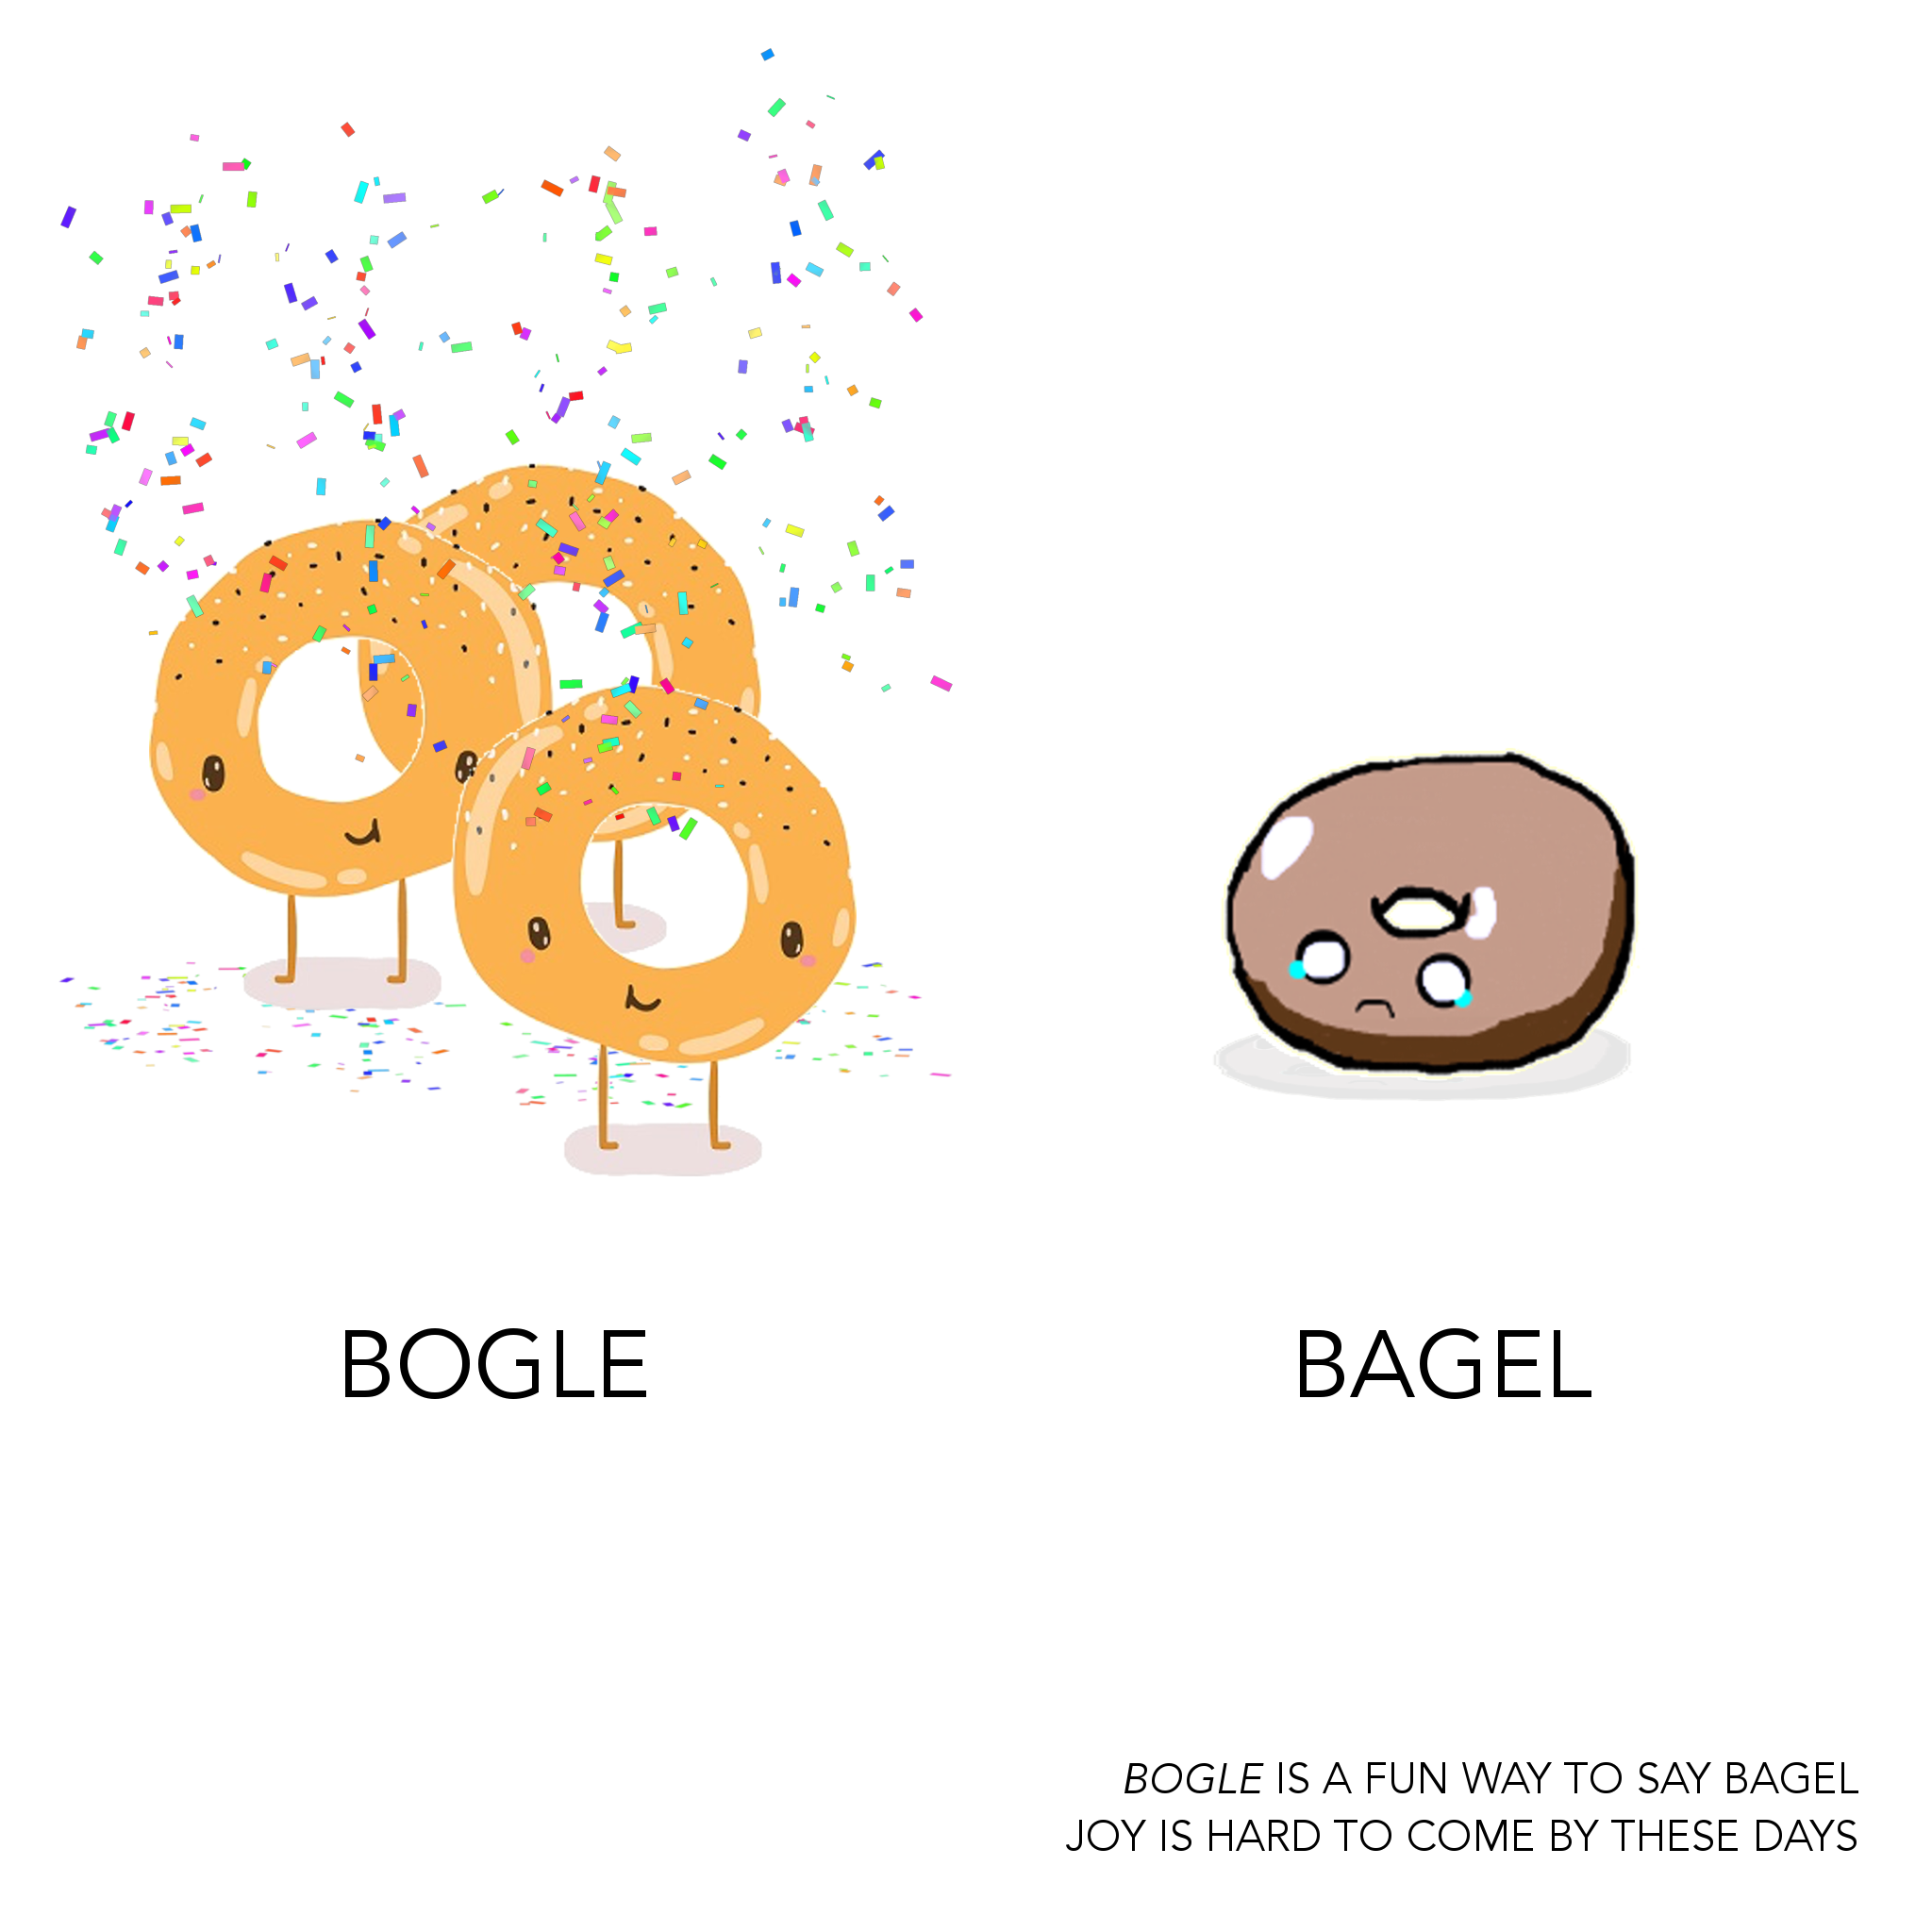 BOGLE
BAGEL
BOGLE IS A FUN WAY TO SAY BAGEL
JOY IS HARD TO COME BY THESE DAYS